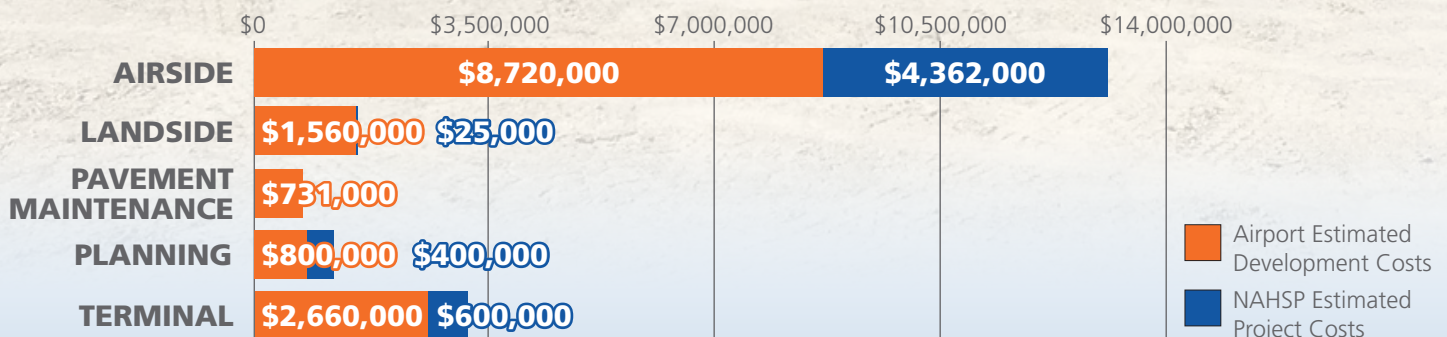 $0 $3,500,000 $7,000,000 $10,500,000 $14,000,000
AIRSIDE $8,720,000 $4,362,000
LANDSIDE $1,560,000 $25,000
PAVEMENT
MAINTENANCE $731,000
PLANNING $800,000 $400,000
TERMINAL $2,660,000 $600,000
Airport Estimated
Development Costs
NAHSP Estimated
Project Costs